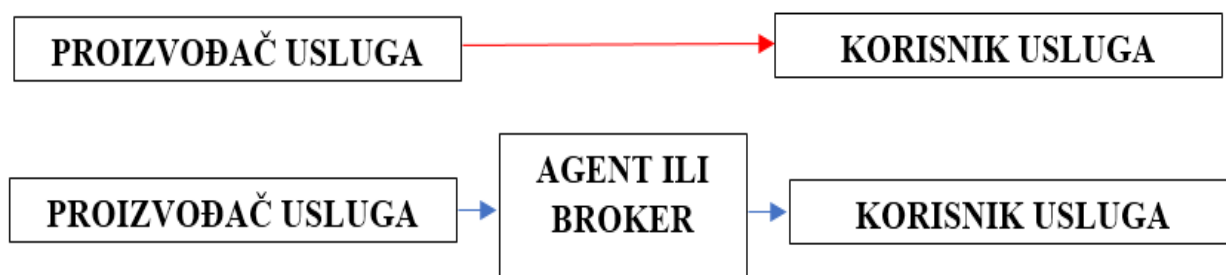 PROIZVOĐAČ USLUGA
KORISNIK USLUGA
PROIZVOĐAČ USLUGA
AGENT ILI
BROKER
KORISNIK USLUGA